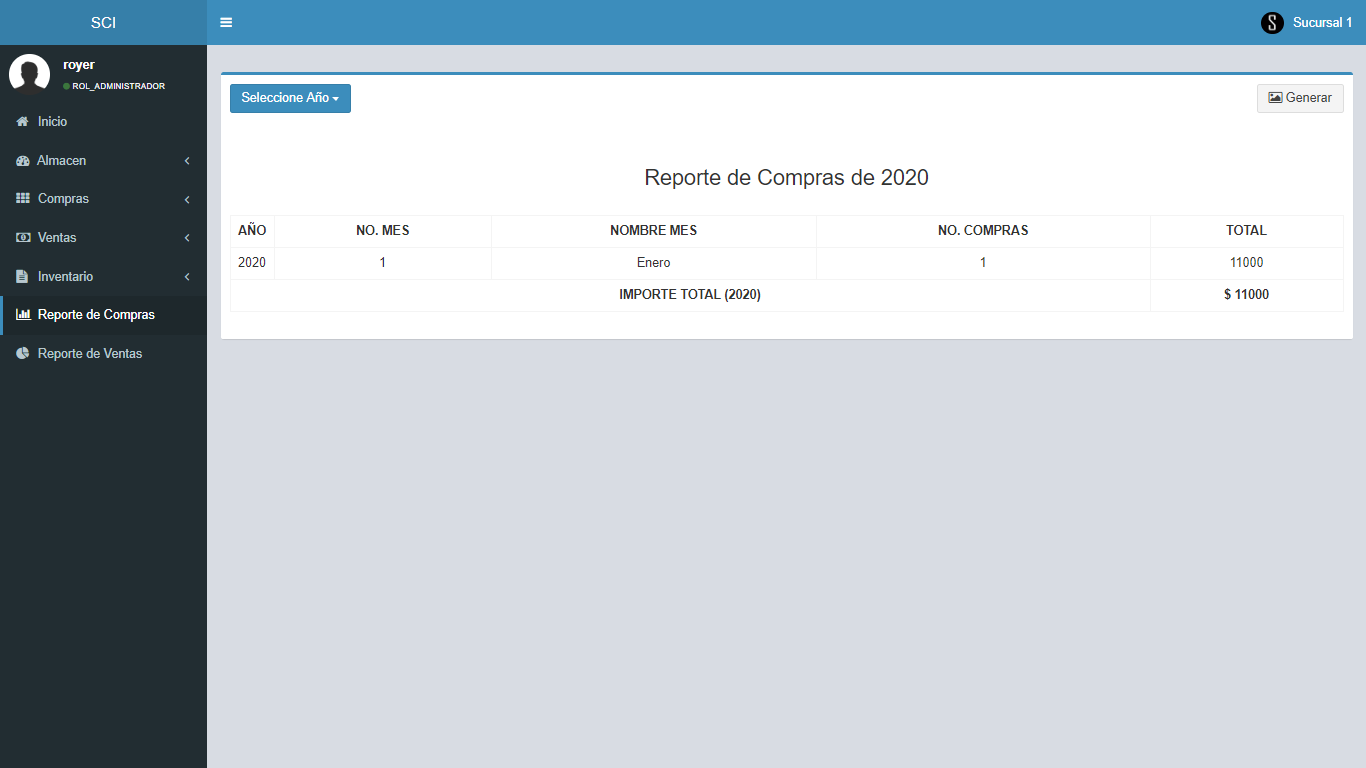 SCI
Sucursal 1
royer
ROL_ADMINISTRADOR
Inicio
Almacen
Compras
Ventas
Inventario
Reporte de Compras
Reporte de Ventas
Seleccione Año
Generar
Reporte de Compras de 2020
AÑO NO. MES NOMBRE MES NO. COMPRAS TOTAL
2020 1 Enero 1 11000
IMPORTE TOTAL (2020) $ 11000